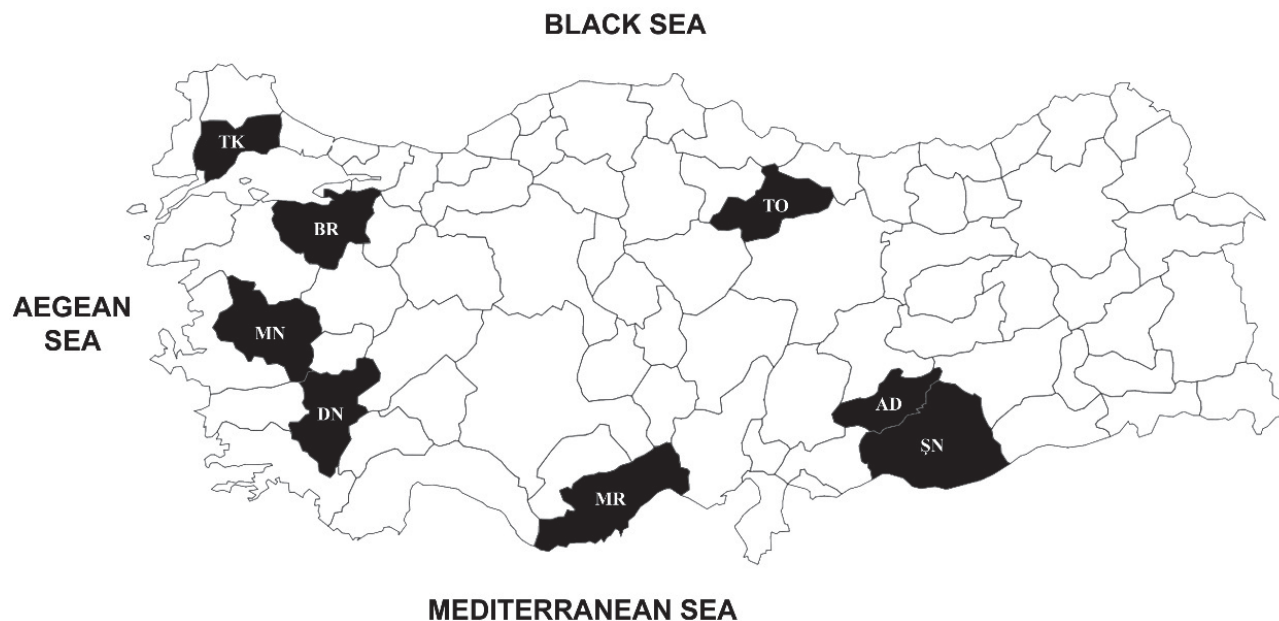 BLACK SEA
TK
TO
BR
AEGEAN
SEA
MN
AD
DN
ŞN
MR
MEDITERRANEAN SEA